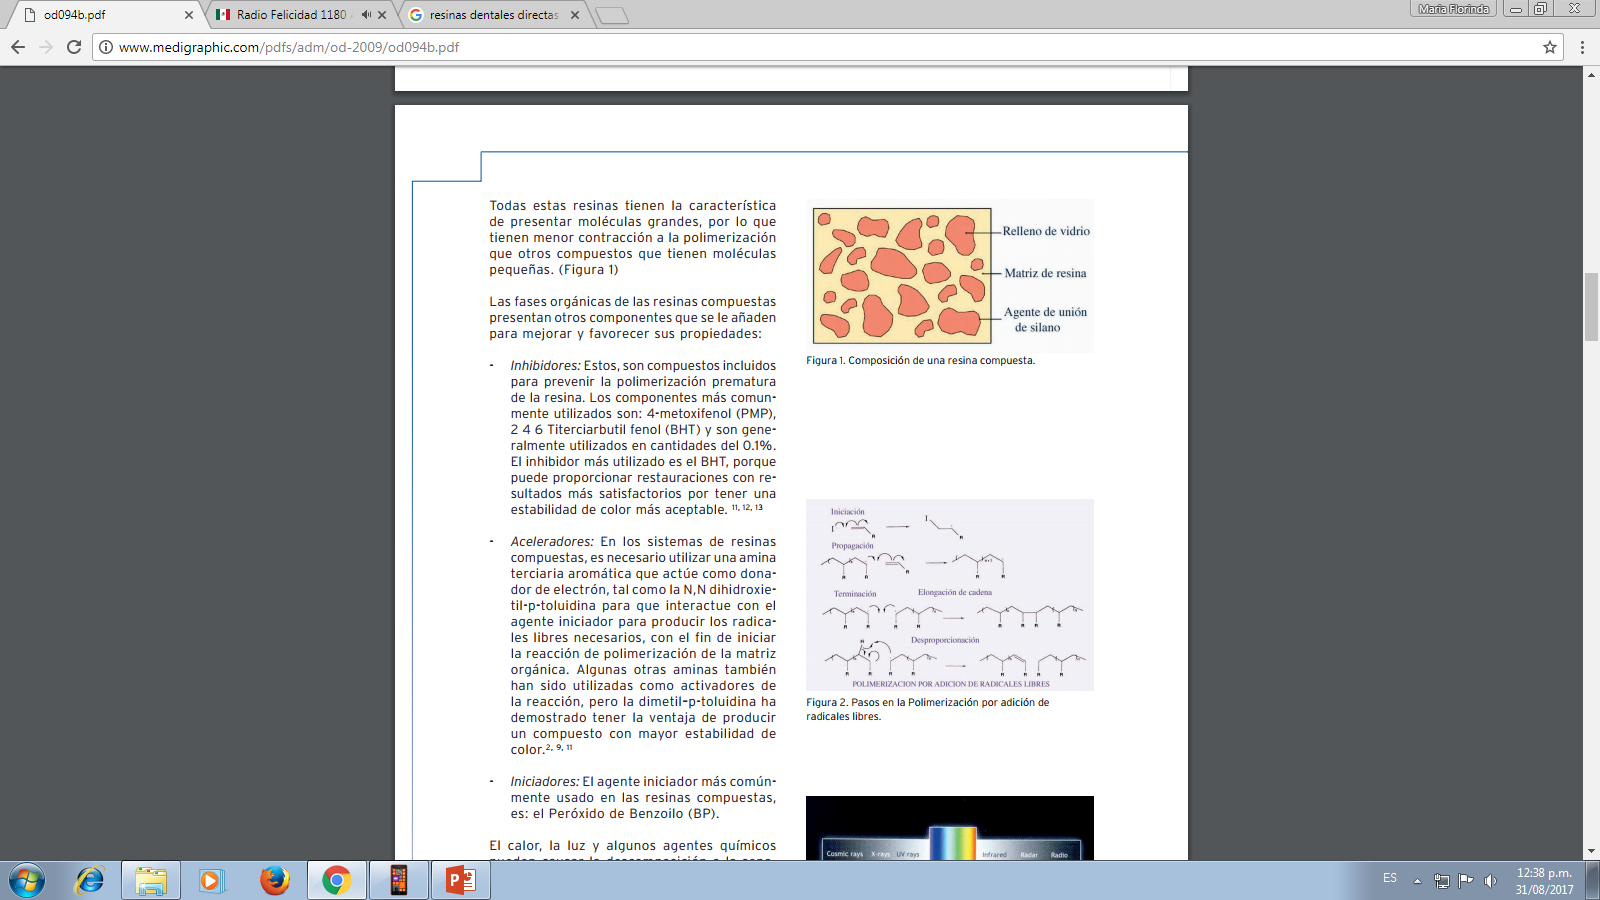 od094b.pdf
Radio Felicidad 1180
resinas dentales directas
Maria Florinda
www.medigraphic.com/pdfs/adm/od-2009/od094b.pdf
Todas estas resinas tienen la característica
de presentar moléculas grandes, por lo que
tienen menor contracción a la polimerización
que otros compuestos que tienen moléculas
pequeñas. (Figura 1)
Las fases orgánicas de las resinas compuestas
presentan otros componentes que se le añaden
para mejorar y favorecer sus propiedades:
- Inhibidores: Estos, son compuestos incluidos
para prevenir la polimerización prematura
de la resina. Los componentes más comun-
mente utilizados son: 4-metoxifenol (PMP),
2 4 6 Titerciarbutil fenol (BHT) y son gene-
ralmente utilizados en cantidades del 0.1%.
El inhibidor más utilizado es el BHT, porque
puede proporcionar restauraciones con re-
sultados más satisfactorios por tener una
estabilidad de color más aceptable. 11, 12, 13
- Aceleradores: En los sistemas de resinas
compuestas, es necesario utilizar una amina
terciaria aromática que actúe como dona-
dor de electrón, tal como la N,N dihidroxie-
til-p-toluidina para que interactue con el
agente iniciador para producir los radica-
les libres necesarios, con el fin de iniciar
la reacción de polimerización de la matriz
orgánica. Algunas otras aminas también
han sido utilizadas como activadores de
la reacción, pero la dimetil-p-toluidina ha
demostrado tener la ventaja de producir
un compuesto con mayor estabilidad de
color.2, 9, 11
- Iniciadores: El agente iniciador más común-
mente usado en las resinas compuestas,
es: el Peróxido de Benzoilo (BP).
El calor, la luz y algunos agentes químicos
Relleno de vidrio
Matriz de resina
Agente de unión
de silano
Figura 1. Composición de una resina compuesta.
Iniciación
I
R
I
R
Propagación
R R R
R R
Terminación
Elongación de cadena
R R R R
R R R R
Desproporcionación
H
R R R R
R R R R
POLIMERIZACION POR ADICION DE RADICALES LIBRES
Figura 2. Pasos en la Polimerización por adición de
radicales libres.
Cosmic rays X-rays UV rays Infrared Radar Radio
ES
12:38 p.m.
31/08/2017